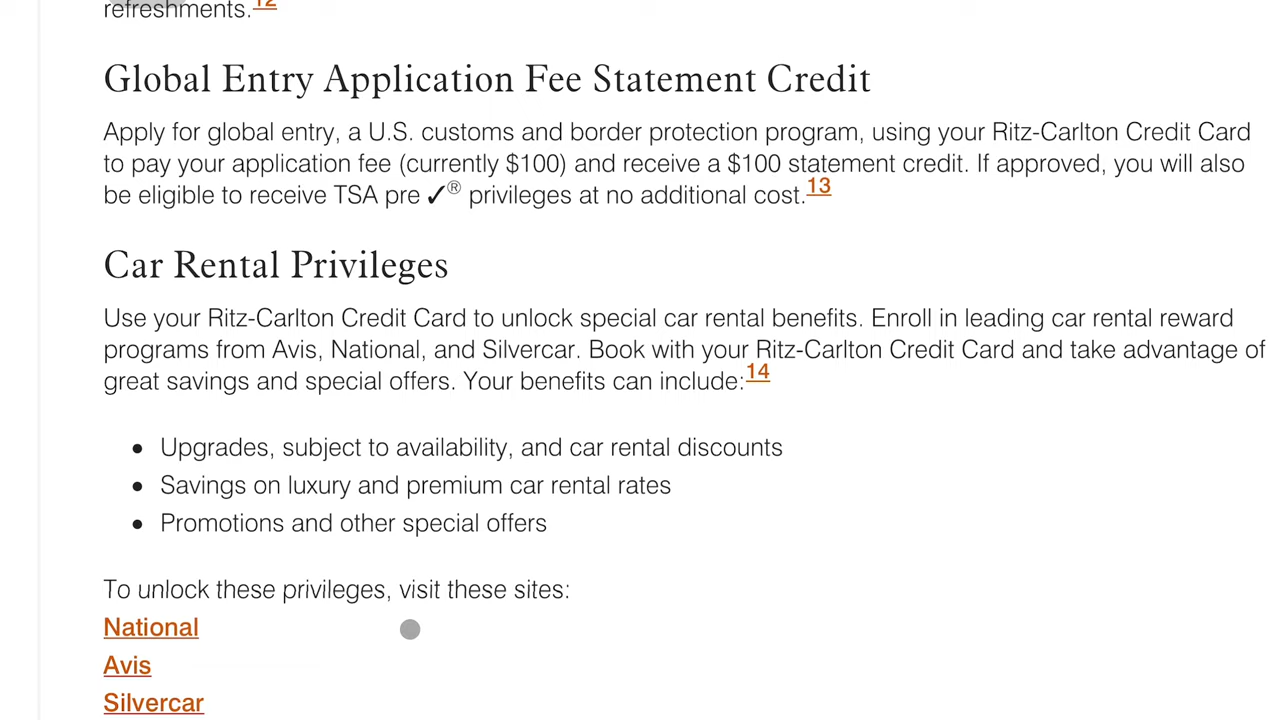 refreshments.12
Global Entry Application Fee Statement Credit
Apply for global entry, a U.S. customs and border protection program, using your Ritz-Carlton Credit Card
to pay your application fee (currently $100) and receive a $100 statement credit. If approved, you will also
be eligible to receive TSA pre ✓® privileges at no additional cost.13
Car Rental Privileges
Use your Ritz-Carlton Credit Card to unlock special car rental benefits. Enroll in leading car rental reward
programs from Avis, National, and Silvercar. Book with your Ritz-Carlton Credit Card and take advantage of
great savings and special offers. Your benefits can include:14
• Upgrades, subject to availability, and car rental discounts
• Savings on luxury and premium car rental rates
• Promotions and other special offers
To unlock these privileges, visit these sites:
National
Avis
Silvercar